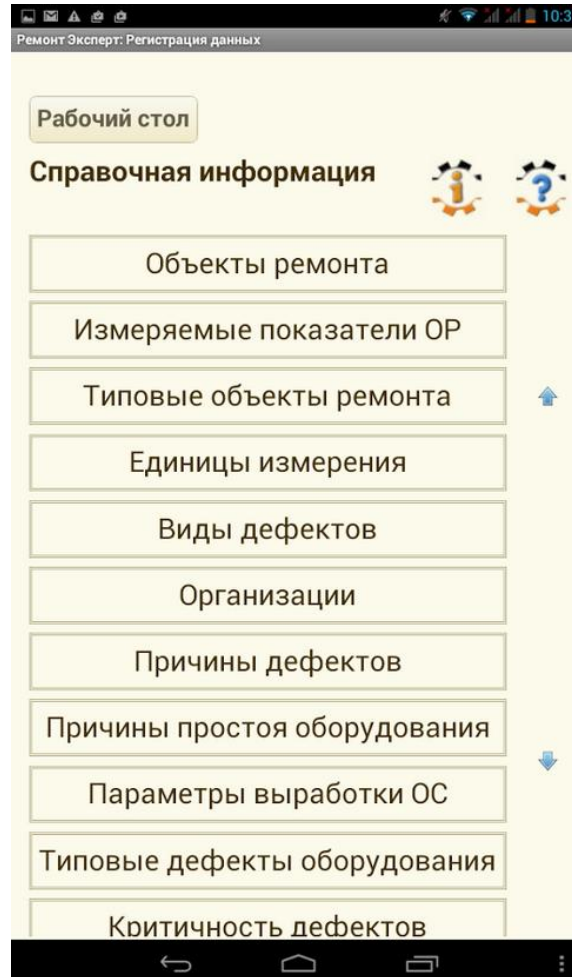 10:3
Ремонт Эксперт: Регистрация данных
Рабочий стол
Справочная информация
Объекты ремонта
Измеряемые показатели ОР
Типовые объекты ремонта
Единицы измерения
Виды дефектов
Организации
Причины дефектов
Причины простоя оборудования
Параметры выработки ОС
Типовые дефекты оборудования
Критичность дефектов